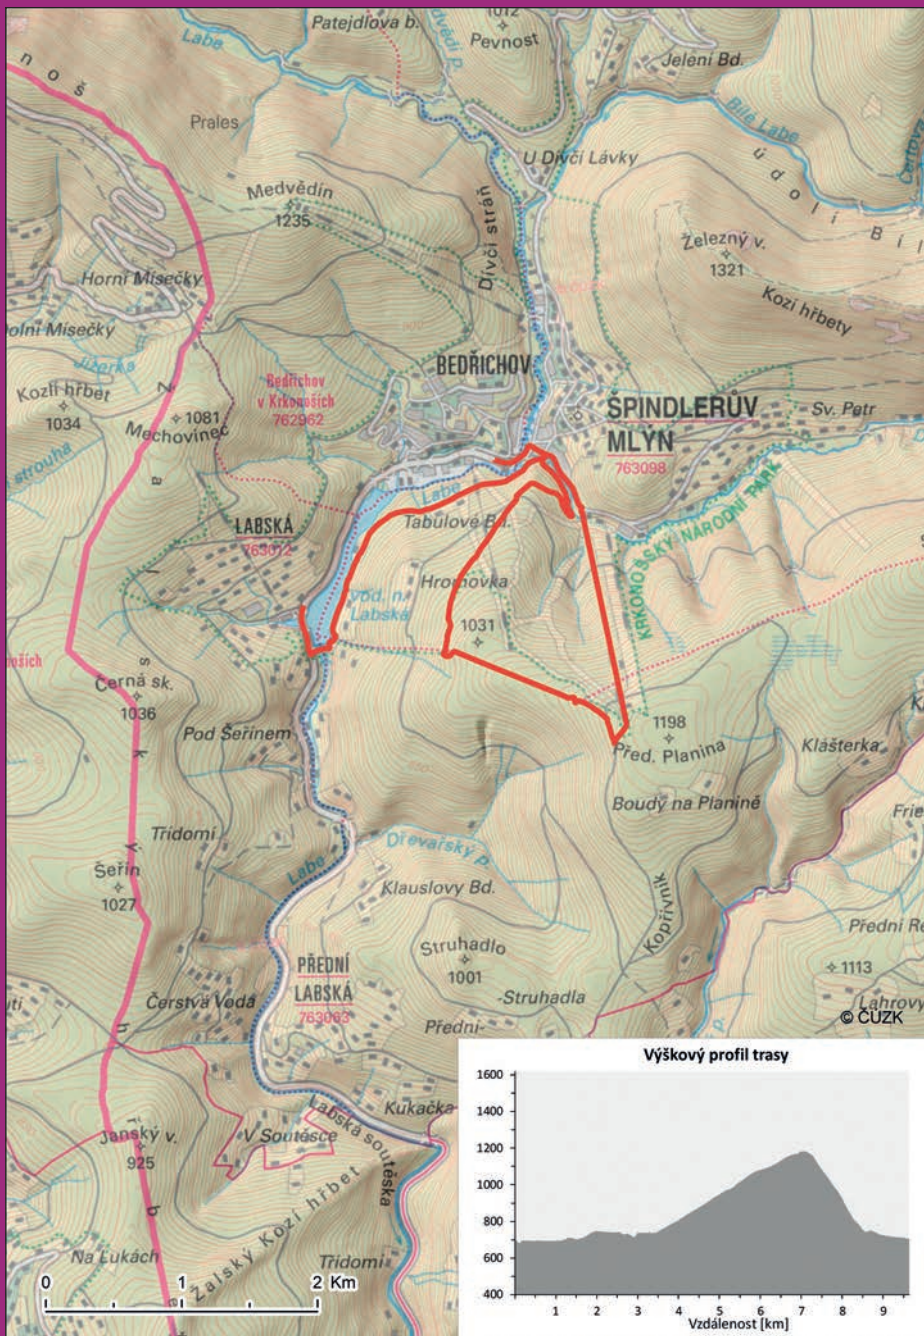 1012
Patejdlova b.
Pevnost
Labe
Jelení Bd.
Prales
Bílé Labe
U Dívčí Lávky
údolí Bíl
Medvědín
1235
Dívčí stráň
Železný v.
1321
Horní Mísečky
Kozí hřbety
olní Mísečky
Jizerka
BEDŘICHOV
Bedřichov
v Krkonoších
762962
Kozlí hřbet
1034
1081
Mechovinec
ŠPINDLERŮV
MLÝN
763098
Sv. Petr
Labe
LABSKÁ
763012
Tabulové Bd.
KRKONOŠSKÝ NÁRODNÍ PARK
Hromovka
vod. n.
Labská
1031
Černá sk.
1036
Pod Šeřínem
1198
Před. Planina
Klášterka
Boudy na Planině
Třídomí
Dřevařský p.
Labe
Šeřín
1027
Klauslovy Bd.
Kopřivník
Struhadlo
1001
PŘEDNÍ
LABSKÁ
763063
Přední Re
1113
Čerstvá Voda
-Struhadla
Lahrový
Přední-
© ČÚZK
Kukačka
Labská soutěska
Janský v.
925
V Soutěsce
Žalský Kozí hřbet
Na Lukách
Třídomí
0 1 2 Km
Výškový profil trasy
1600
1400
1200
1000
800
600
400
1 2 3 4 5 6 7 8 9
Vzdálenost [km]